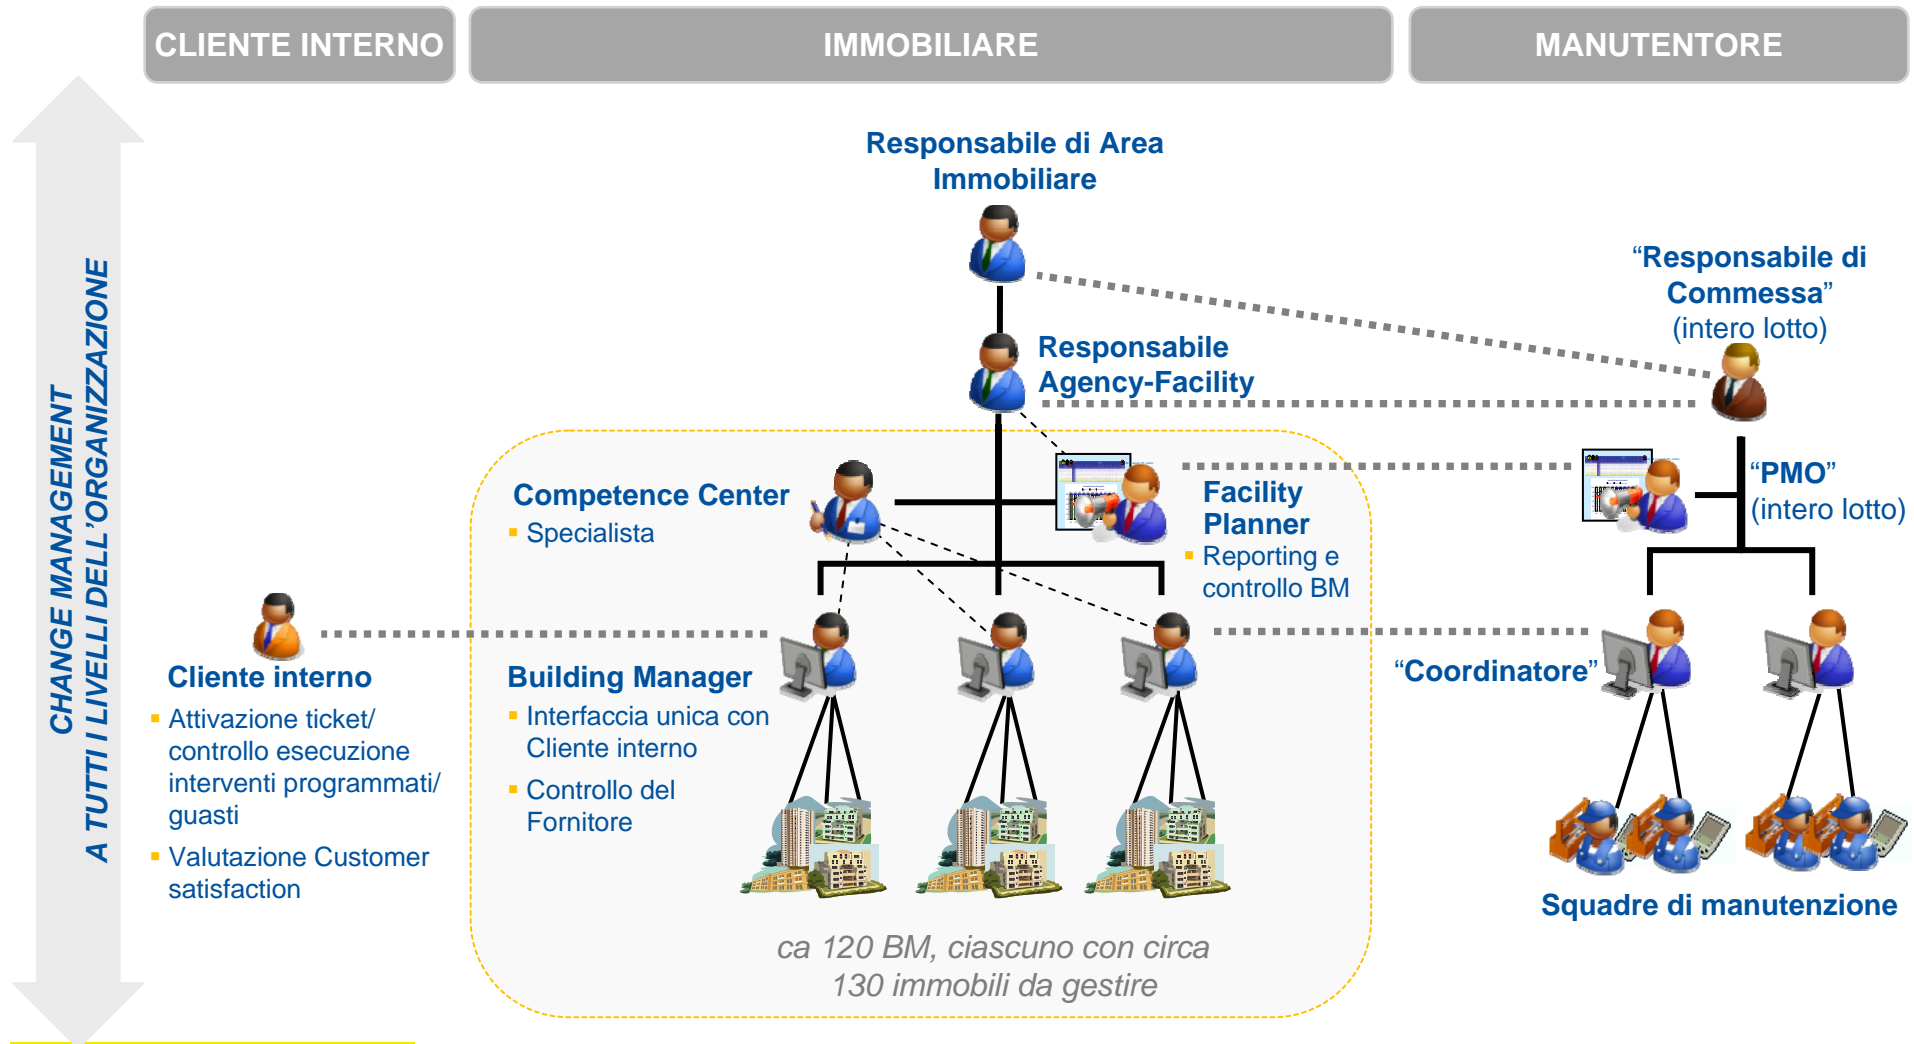 CLIENTE INTERNO
IMMOBILIARE
MANUTENTORE
CHANGE MANAGEMENT
A TUTTI I LIVELLI DELL’ORGANIZZAZIONE
Responsabile di Area
Immobiliare
“Responsabile di
Commessa”
(intero lotto)
Responsabile
Agency-Facility
Competence Center
Specialista
Facility
Planner
Reporting e
controllo BM
“PMO”
(intero lotto)
Cliente interno
Attivazione ticket/
controllo esecuzione
interventi programmati/
guasti
Valutazione Customer
satisfaction
Building Manager
Interfaccia unica con
Cliente interno
Controllo del
Fornitore
“Coordinatore”
Squadre di manutenzione
ca 120 BM, ciascuno con circa
130 immobili da gestire